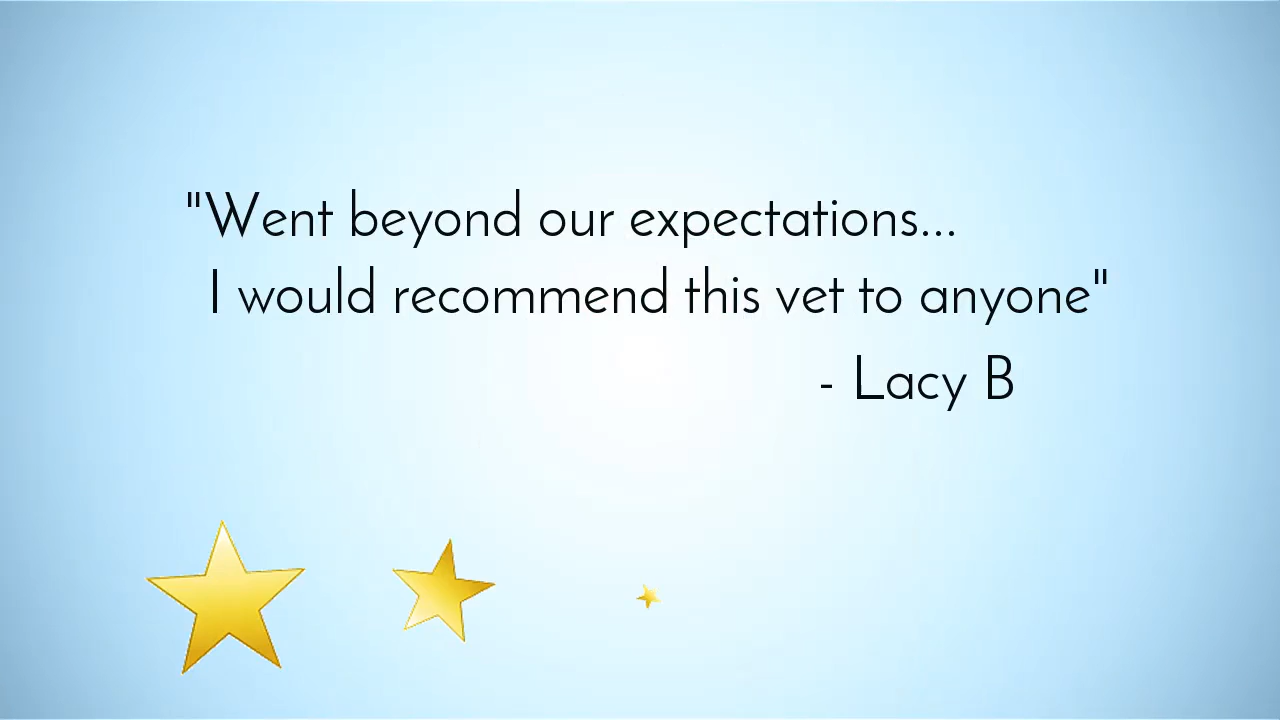 "Went beyond our expectations...
I would recommend this vet to anyone"
- Lacy B